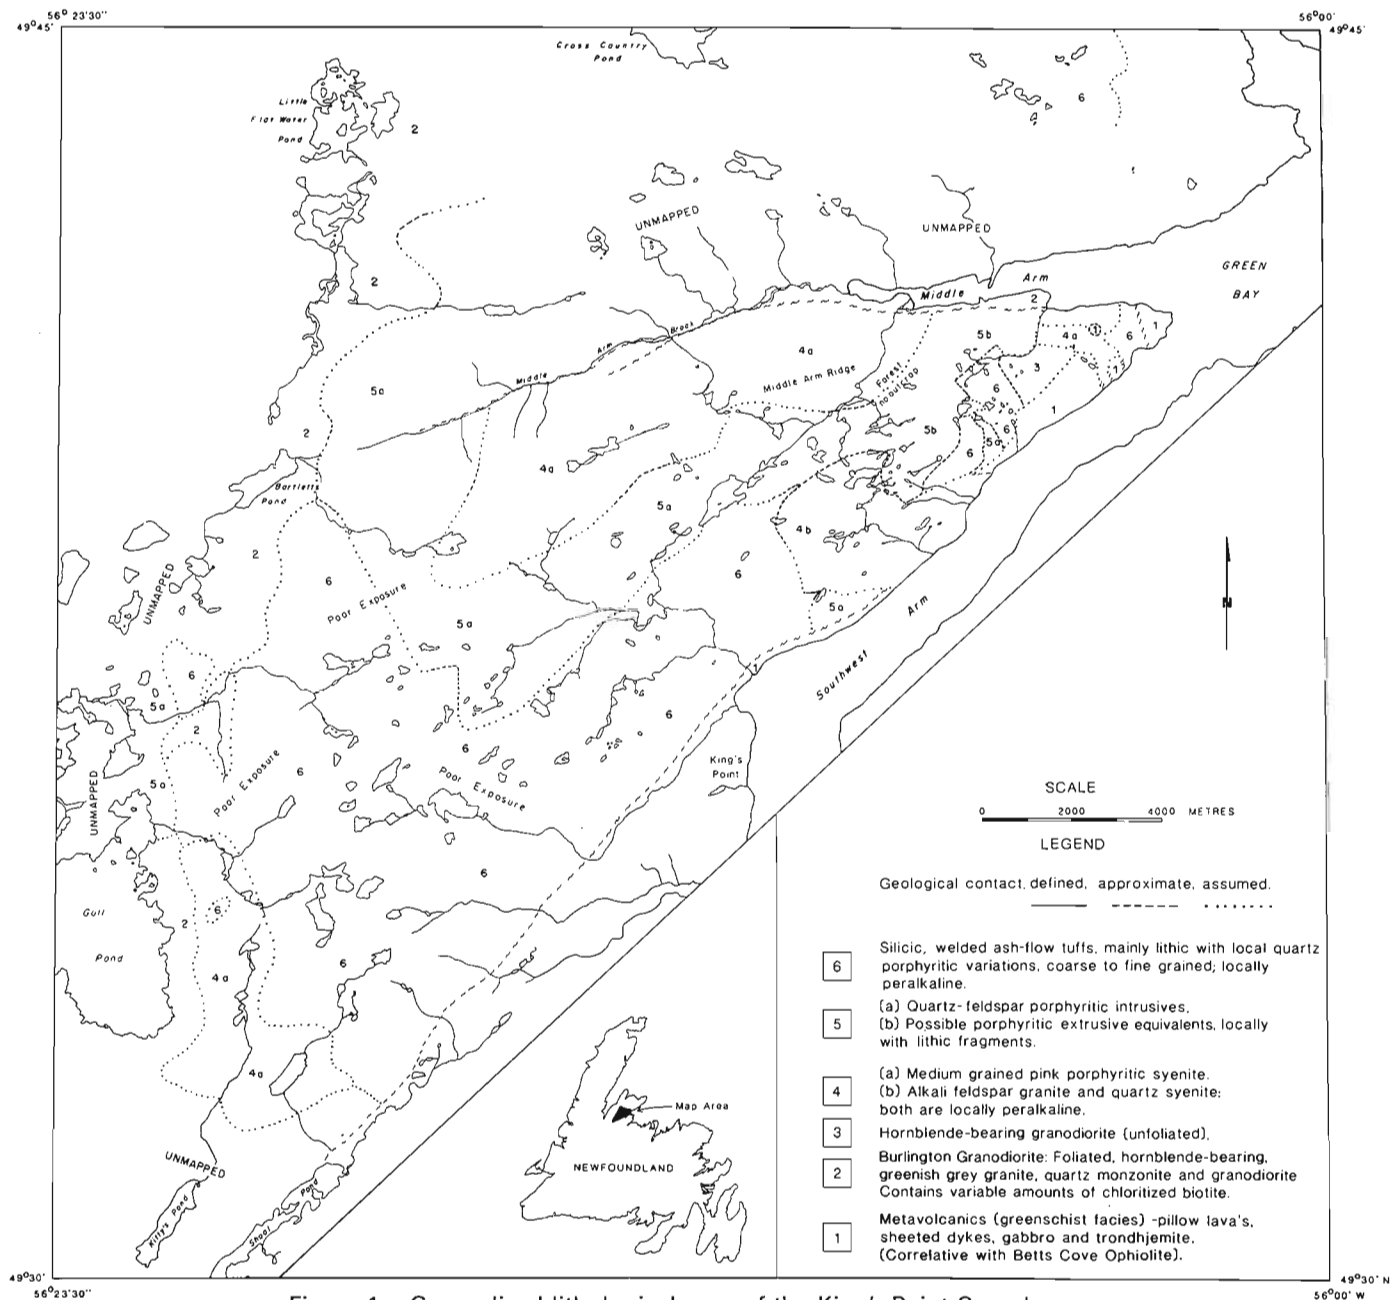 56° 23'30"
56°00'
49°45'
49°45'
Cross Country
Pond
Little
Flat Water
Pond
2
6
UNMAPPED
UNMAPPED
GREEN
BAY
Middle Arm
2
2
5a
Middle Arm Brook
4a
Middle Arm Ridge
Forest
no outcrop
5b
4a
1
6
1
3
6
1
2
5b
6
5a
6
4a
Bartletts
Pond
5a
4b
2
6
Poor Exposure
UNMAPPED
6
5a
5a
Southwest Arm
N
6
5a
2
6
6
King's
Point
5a
UNMAPPED
Poor Exposure
6
Poor Exposure
SCALE
0 2000 4000 METRES
LEGEND
Geological contact, defined, approximate, assumed.
6
Gull
Pond
2
6
4a
6
4a
UNMAPPED
Kitty's Pond
Shoal Pond
Map Area
NEWFOUNDLAND
6
Silicic, welded ash-flow tuffs, mainly lithic with local quartz
porphyritic variations, coarse to fine grained; locally
peralkaline.
5
(a) Quartz-feldspar porphyritic intrusives.
(b) Possible porphyritic extrusive equivalents, locally
with lithic fragments.
4
(a) Medium grained pink porphyritic syenite.
(b) Alkali feldspar granite and quartz syenite:
both are locally peralkaline.
3
Hornblende-bearing granodiorite (unfoliated).
2
Burlington Granodiorite: Foliated, hornblende-bearing,
greenish grey granite, quartz monzonite and granodiorite
Contains variable amounts of chloritized biotite.
1
Metavolcanics (greenschist facies) -pillow lava's,
sheeted dykes, gabbro and trondhjemite.
(Correlative with Betts Cove Ophiolite).
49°30'
49°30' N
56°23'30"
56°00' W